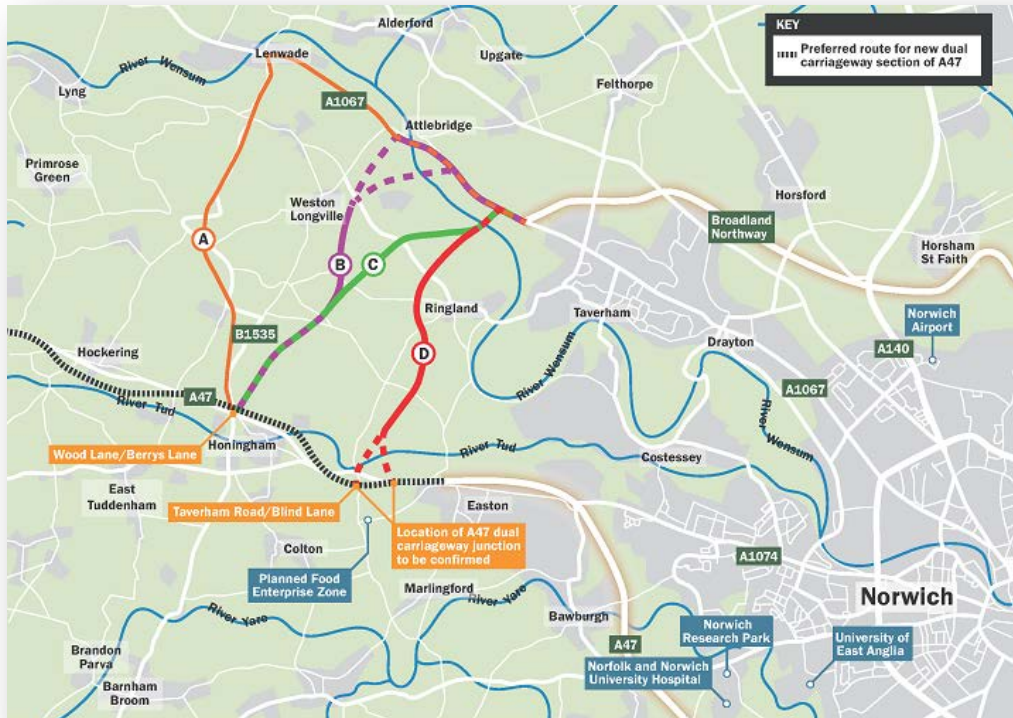 KEY
Preferred route for new dual
carriageway section of A47
Alderford
Upgate
Lenwade
River Wensum
Lyng
Felthorpe
A1067
Attlebridge
Primrose
Green
Weston
Longville
Horsford
Broadland
Northway
Horsham
St Faith
A
B
C
Ringland
Taverham
Norwich
Airport
B1535
Hockering
D
Drayton
A140
A47
River Tud
River Wensum
A1067
River Wensum
Wood Lane/Berrys Lane
Honingham
River Tud
Costessey
East
Tuddenham
Taverham Road/Blind Lane
Easton
Location of A47 dual
carriageway junction
to be confirmed
Colton
A1074
Planned Food
Enterprise Zone
Marlingford
River Yare
Norwich
River Yare
Bawburgh
Norwich
Research Park
University of
East Anglia
A47
Norfolk and Norwich
University Hospital
Brandon
Parva
Barnham
Broom